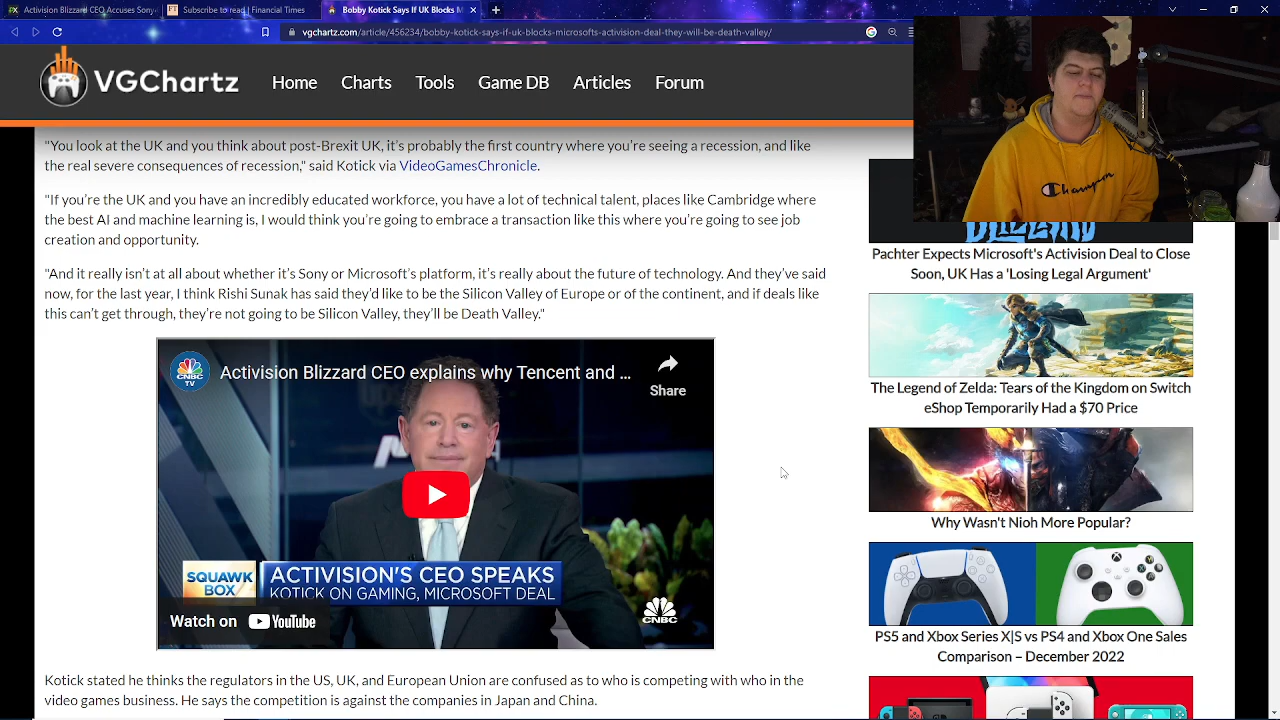 Activision Blizzard CEO Accuses Sony
Subscribe to read | Financial Times
Bobby Kotick Says If UK Blocks M
vgchartz.com/article/456254/bobby-kotick-says-if-uk-blocks-microsofts-activision-deal-they-will-be-death-valley/
VGChartz
Home
Charts
Tools
Game DB
Articles
Forum
"You look at the UK and you think about post-Brexit UK, it's probably the first country where you're seeing a recession, and like
the real severe consequences of recession," said Kotick via VideoGamesChronicle.
"If you're the UK and you have an incredibly educated workforce, you have a lot of technical talent, places like Cambridge where
the best AI and machine learning is, I would think you're going to embrace a transaction like this where you're going to see job
creation and opportunity.
"And it really isn't at all about whether it's Sony or Microsoft's platform, it's really about the future of technology. And they've said
now, for the last year, I think Rishi Sunak has said they'd like to be the Silicon Valley of Europe or of the continent, and if deals like
this can't get through, they're not going to be Silicon Valley, they'll be Death Valley."
CNBC TV
Activision Blizzard CEO explains why Tencent and ...
Share
SQUAWK
BOX
ACTIVISION'S CEO SPEAKS
KOTICK ON GAMING, MICROSOFT DEAL
Watch on YouTube
CNBC
Kotick stated he thinks the regulators in the US, UK, and European Union are confused as to who is competing with who in the
video games business. He says the competition is against the companies in Japan and China.
Champion
BLIZZARD
Pachter Expects Microsoft's Activision Deal to Close
Soon, UK Has a 'Losing Legal Argument'
The Legend of Zelda: Tears of the Kingdom on Switch
eShop Temporarily Had a $70 Price
Why Wasn't Nioh More Popular?
PS5 and Xbox Series X|S vs PS4 and Xbox One Sales
Comparison – December 2022